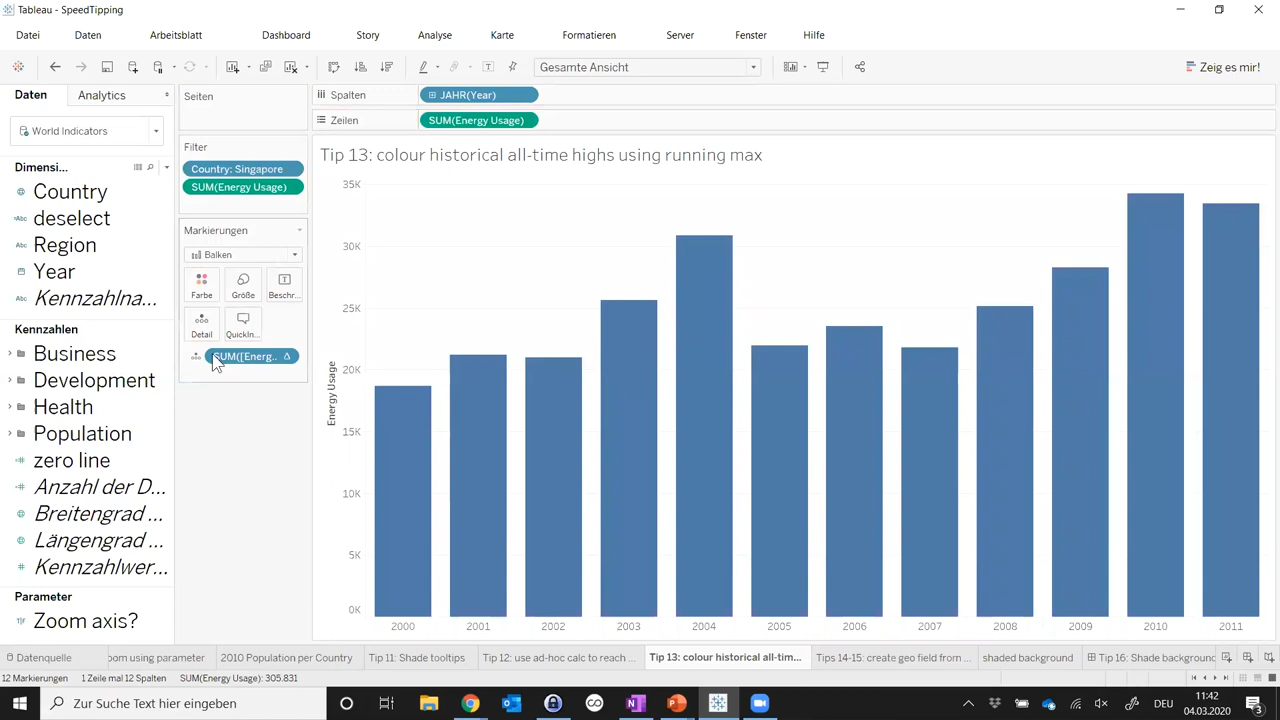 Tableau - SpeedTipping
Datei Daten Arbeitsblatt Dashboard Story Analyse Karte Formatieren Server Fenster Hilfe
Gesamte Ansicht
Zeig es mir!
Daten Analytics
World Indicators
Dimensi...
Country
deselect
Region
Year
Kennzahlna...
Kennzahlen
Business
Development
Health
Population
zero line
Anzahl der D...
Breitengrad ...
Längengrad ...
Kennzahlwer...
Parameter
Zoom axis?
Seiten
Filter
Country: Singapore
SUM(Energy Usage)
Markierungen
Balken
Farbe Größe Beschr...
Detail QuickIn...
SUM([Energ..
Spalten JAHR(Year)
Zeilen SUM(Energy Usage)
Tip 13: colour historical all-time highs using running max
35K
30K
25K
20K
15K
10K
5K
0K
Energy Usage
2000 2001 2002 2003 2004 2005 2006 2007 2008 2009 2010 2011
Datenquelle oom using parameter 2010 Population per Country Tip 11: Shade tooltips Tip 12: use ad-hoc calc to reach ... Tip 13: colour historical all-tim... Tips 14-15: create geo field from ... shaded background Tip 16: Shade background
12 Markierungen 1 Zeile mal 12 Spalten SUM(Energy Usage): 305.831
Zur Suche Text hier eingeben
DEU
11:42
04.03.2020
3